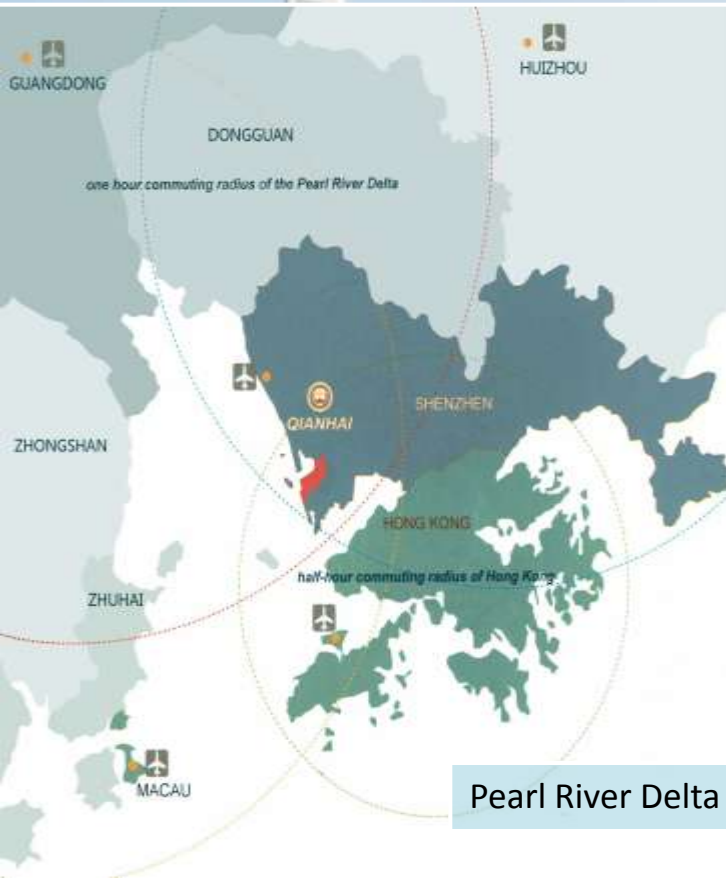 GUANGDONG
HUIZHOU
DONGGUAN
one hour commuting radius of the Pearl River Delta
QIANHAI
SHENZHEN
ZHONGSHAN
HONG KONG
half-hour commuting radius of Hong Kong
ZHUHAI
MACAU
Pearl River Delta